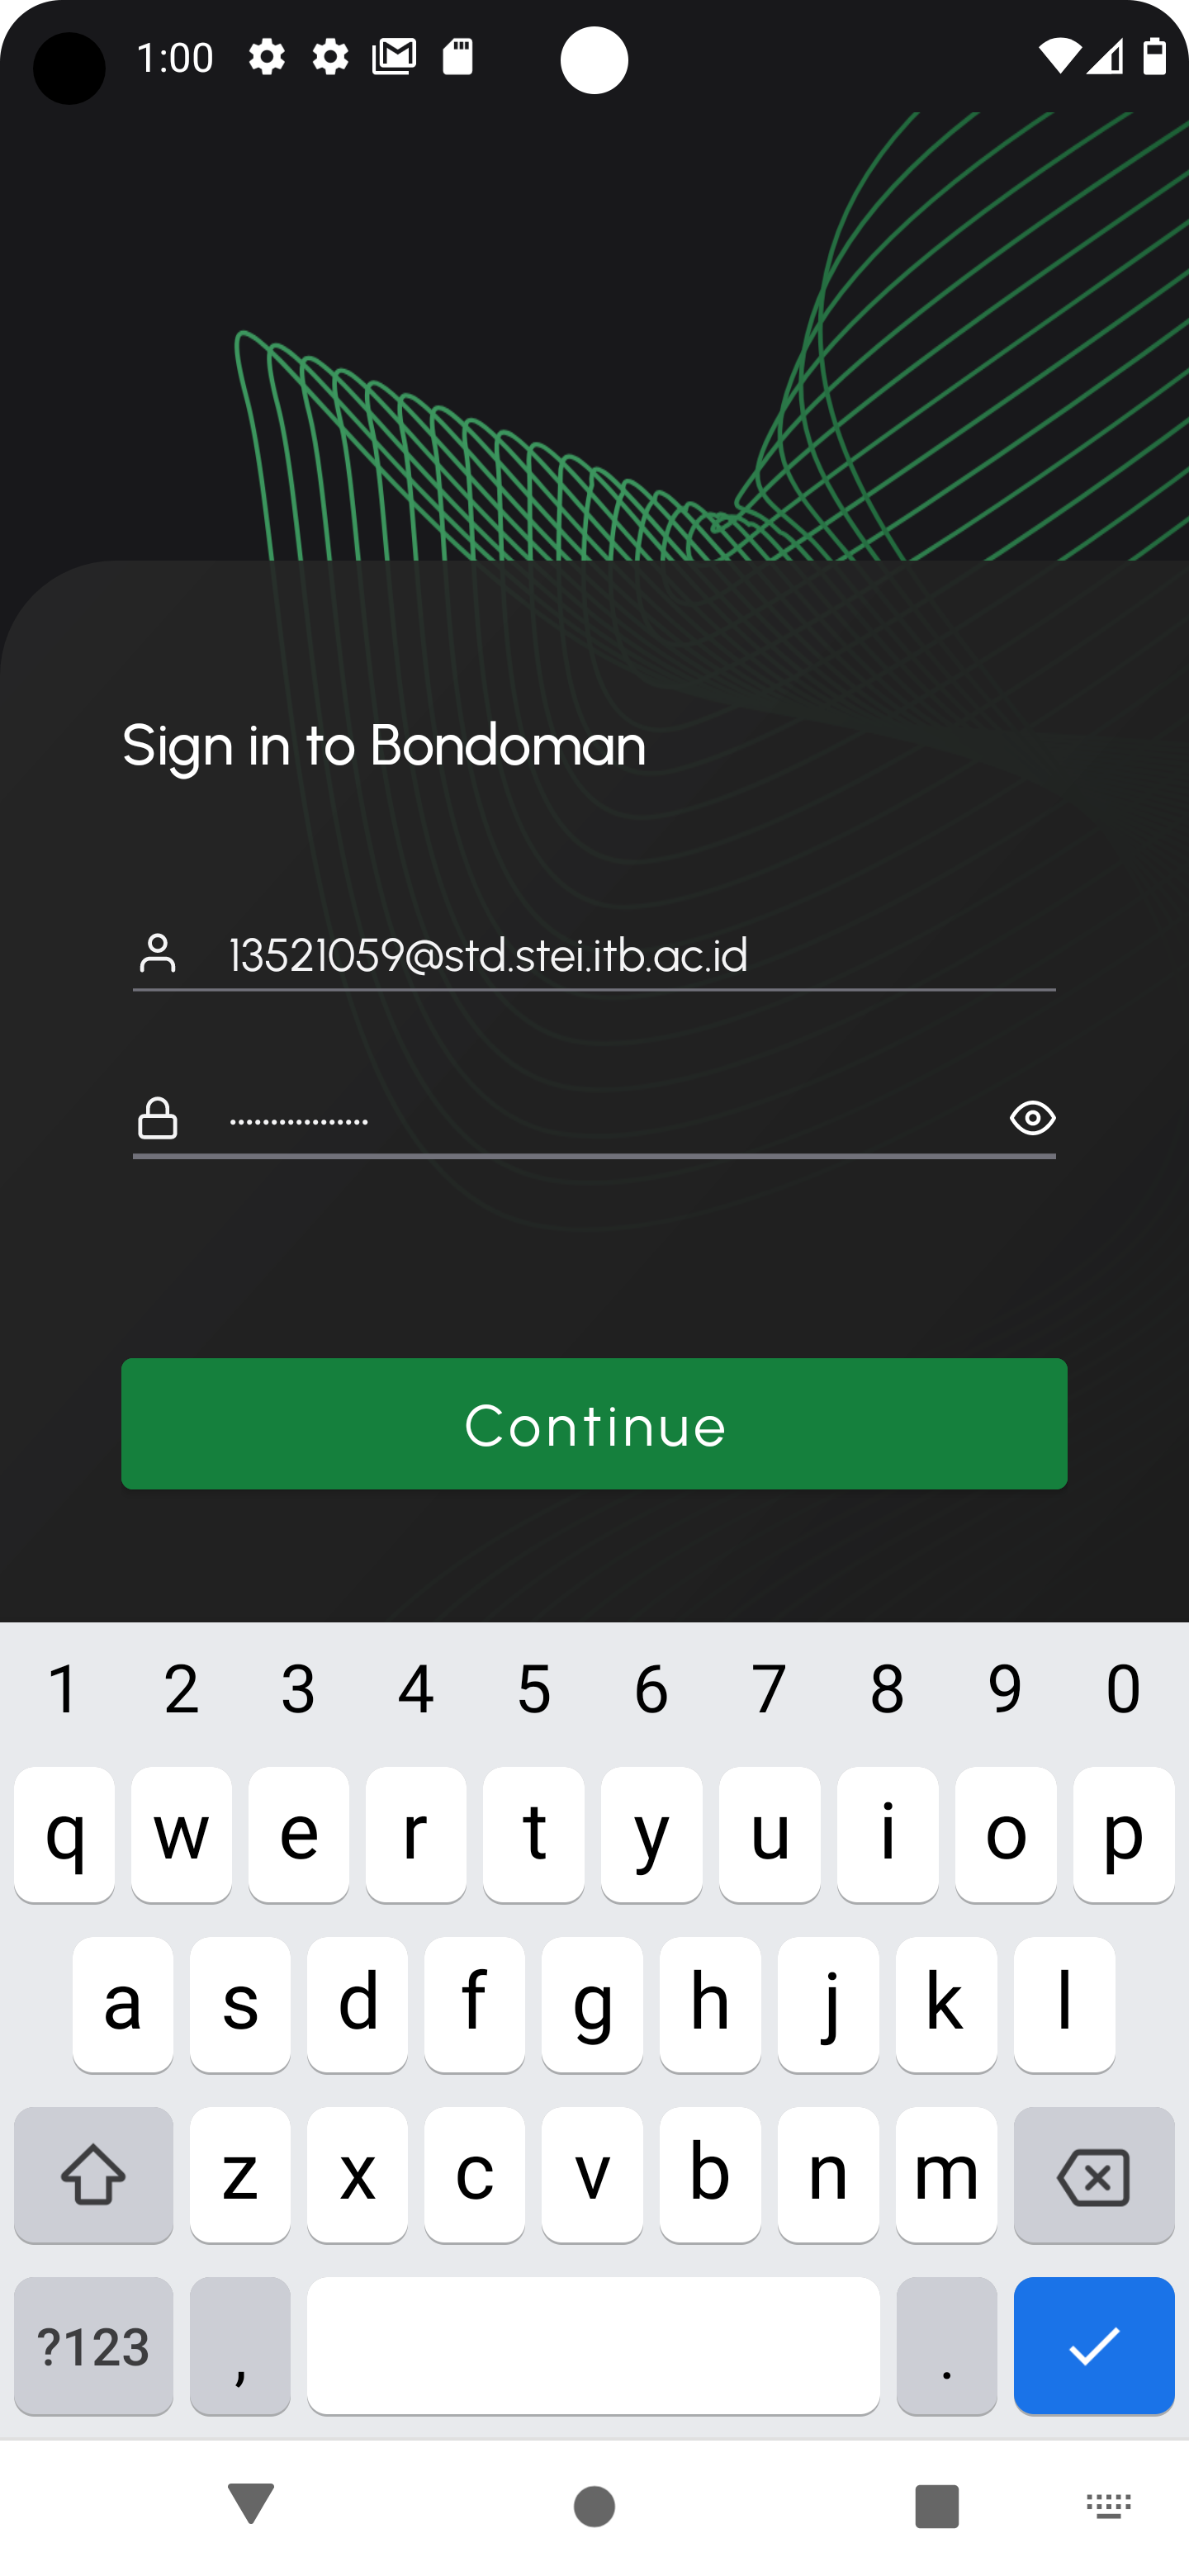 1:00
Sign in to Bondoman
13521059@std.stei.itb.ac.id
•••••••••••••••••
Continue
1 2 3 4 5 6 7 8 9 0
q w e r t y u i o p
a s d f g h j k l
z x c v b n m
?123 , .